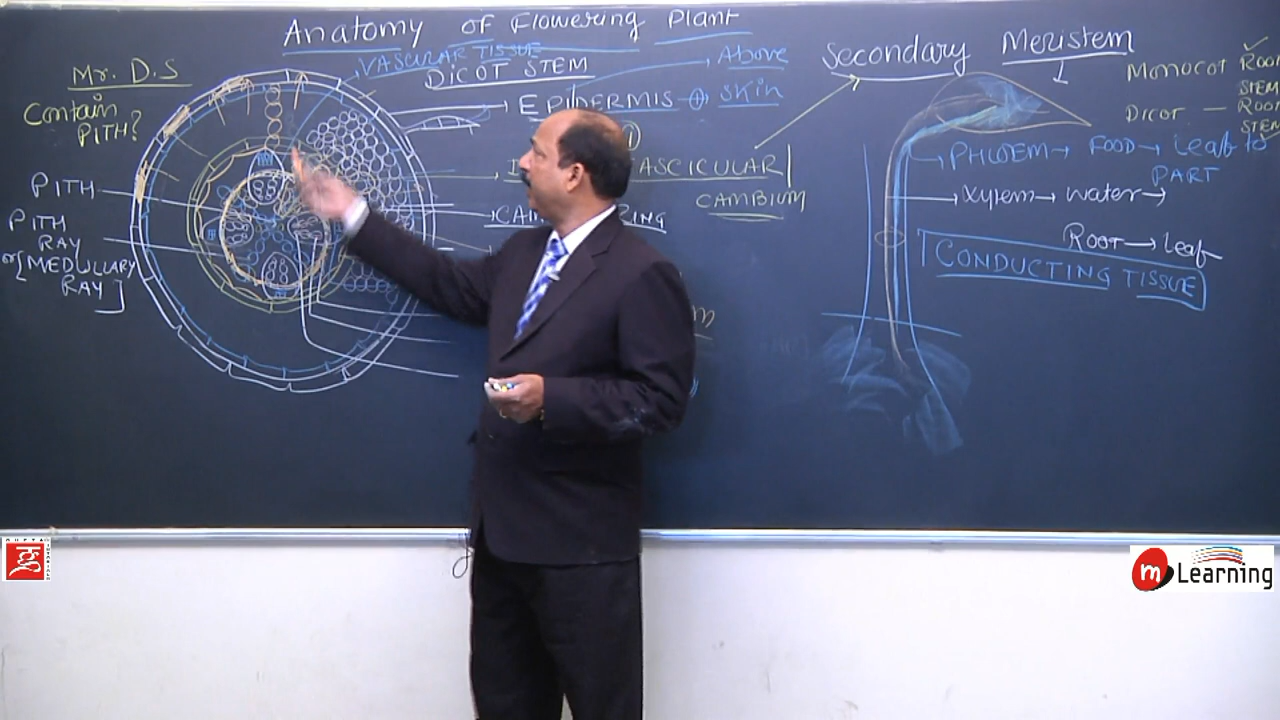 Anatomy of Flowering Plant
VASCULAR TISSUE
DICOT STEM
Mr. D.S
Contain
PITH?
PITH
PITH
RAY
or [MEDULLARY
RAY]
EPIDERMIS
skin
Above
FASCICULAR
CAMBIUM
RING
Secondary Meristem
Monocot Root
STEM
Dicot – Root
STEM
PHLOEM → FOOD → Leaf to
PART
Xylem → water →
Root → Leaf
CONDUCTING TISSUE
m Learning